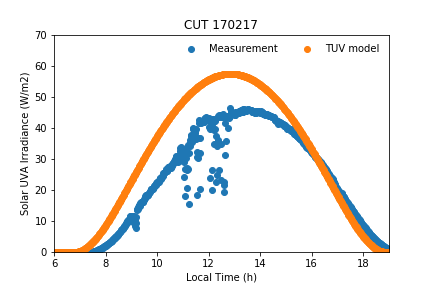 CUT 170217
Measurement
TUV model
Solar UVA Irradiance (W/m2)
70
60
50
40
30
20
10
0
6 8 10 12 14 16 18
Local Time (h)